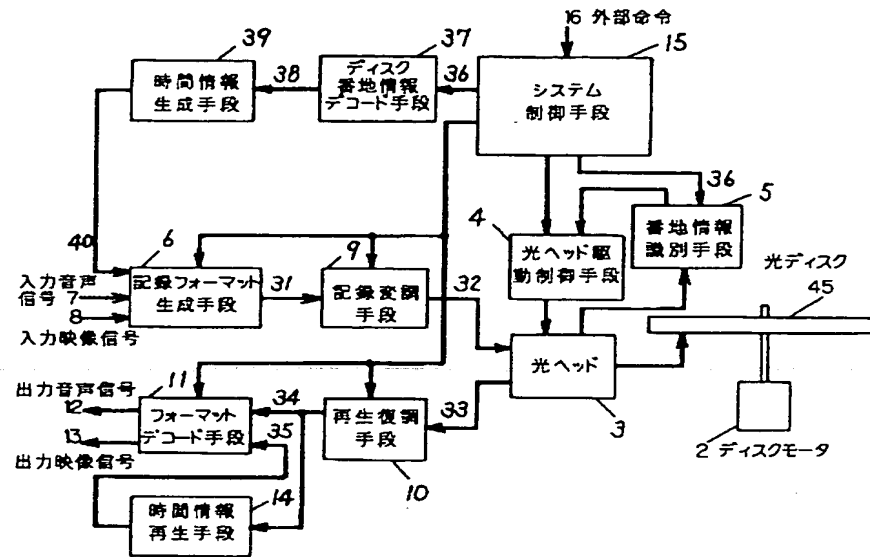 16 外部命令
39
37
15
時間情報
生成手段
38
ディスク
番地情報
デコード手段
36
システム
制御手段
36
5
4
番地情報
識別手段
光ヘッド駆
動制御手段
光ディスク
45
40
6
9
入力音声
信号 7
8
入力映像信号
記録フォーマット
生成手段
31
記録変調
手段
32
光ヘッド
3
2 ディスクモータ
出力音声信号
12
13
出力映像信号
11
フォーマット
デコード手段
34
35
再生復調
手段
33
10
14
時間情報
再生手段